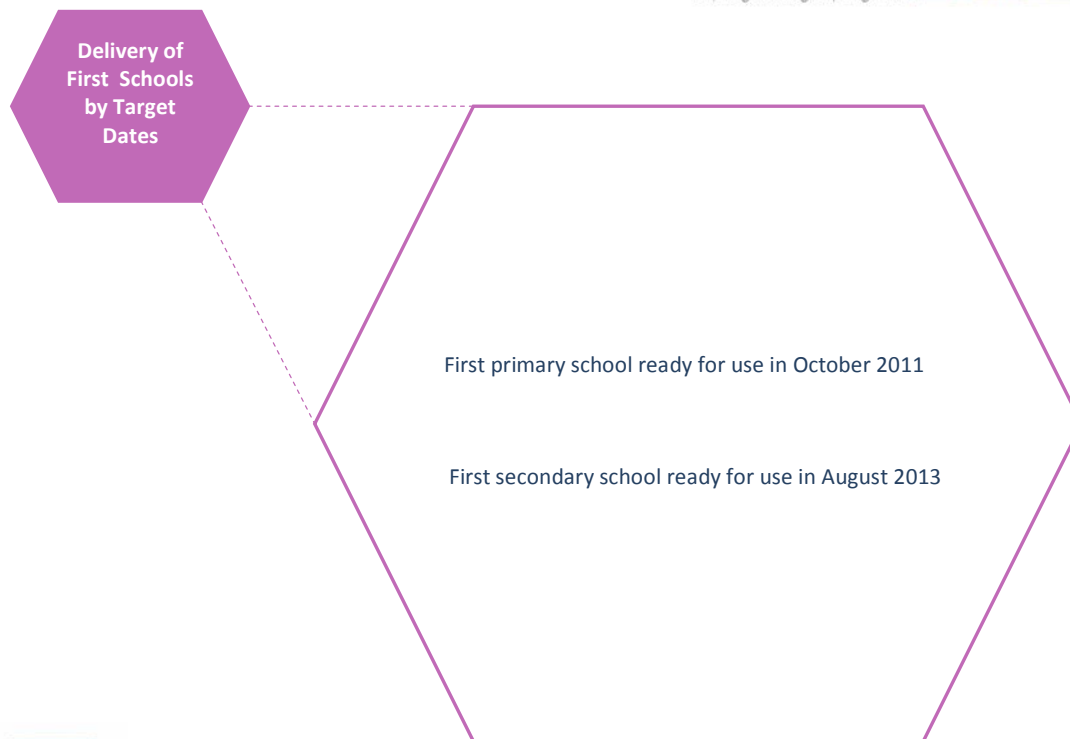 Delivery of
First Schools
by Target
Dates
First primary school ready for use in October 2011
First secondary school ready for use in August 2013